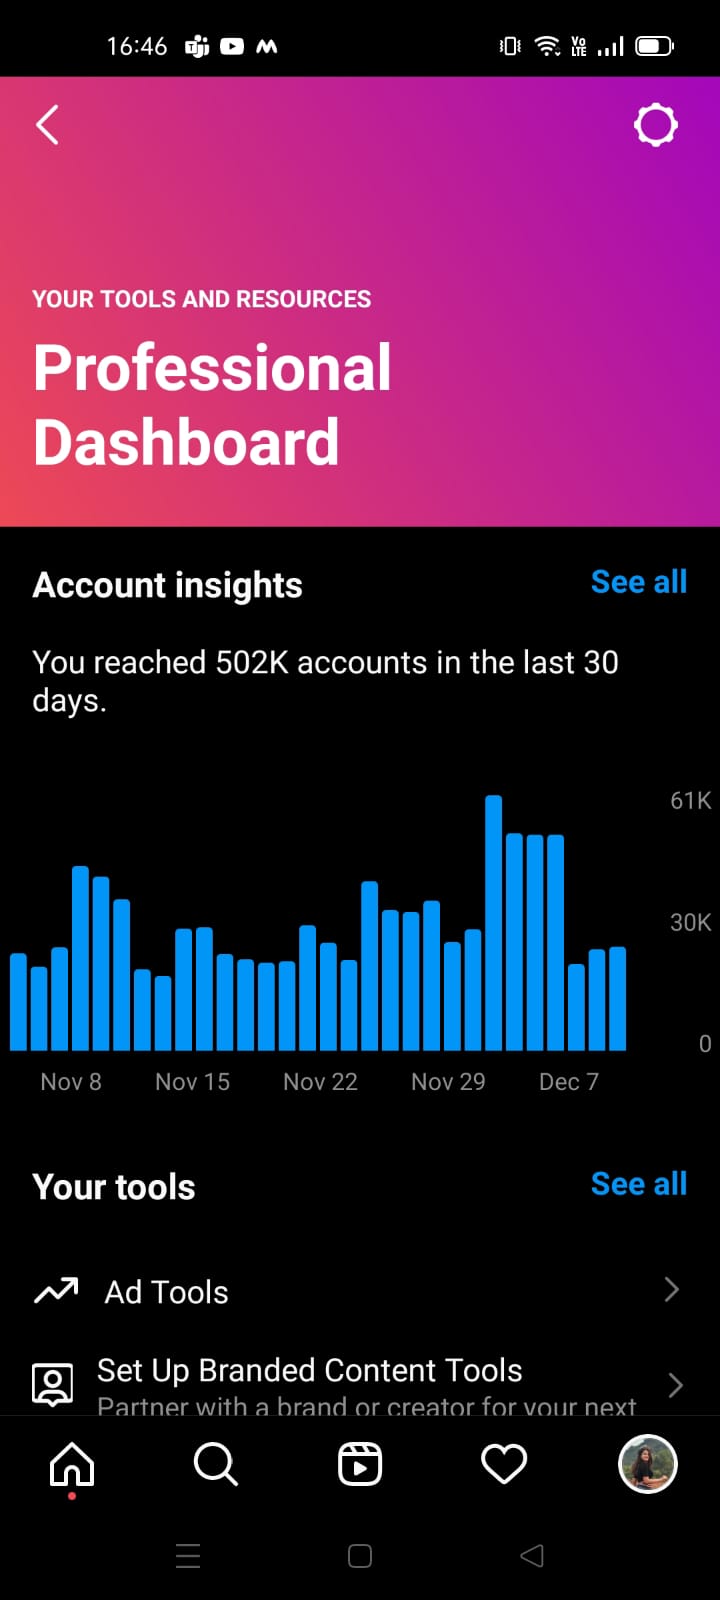 16:46
Vo
LTE
YOUR TOOLS AND RESOURCES
Professional
Dashboard
Account insights
See all
You reached 502K accounts in the last 30
days.
61K
30K
0
Nov 8
Nov 15
Nov 22
Nov 29
Dec 7
Your tools
See all
Ad Tools
Set Up Branded Content Tools
Partner with a brand or creator for your next